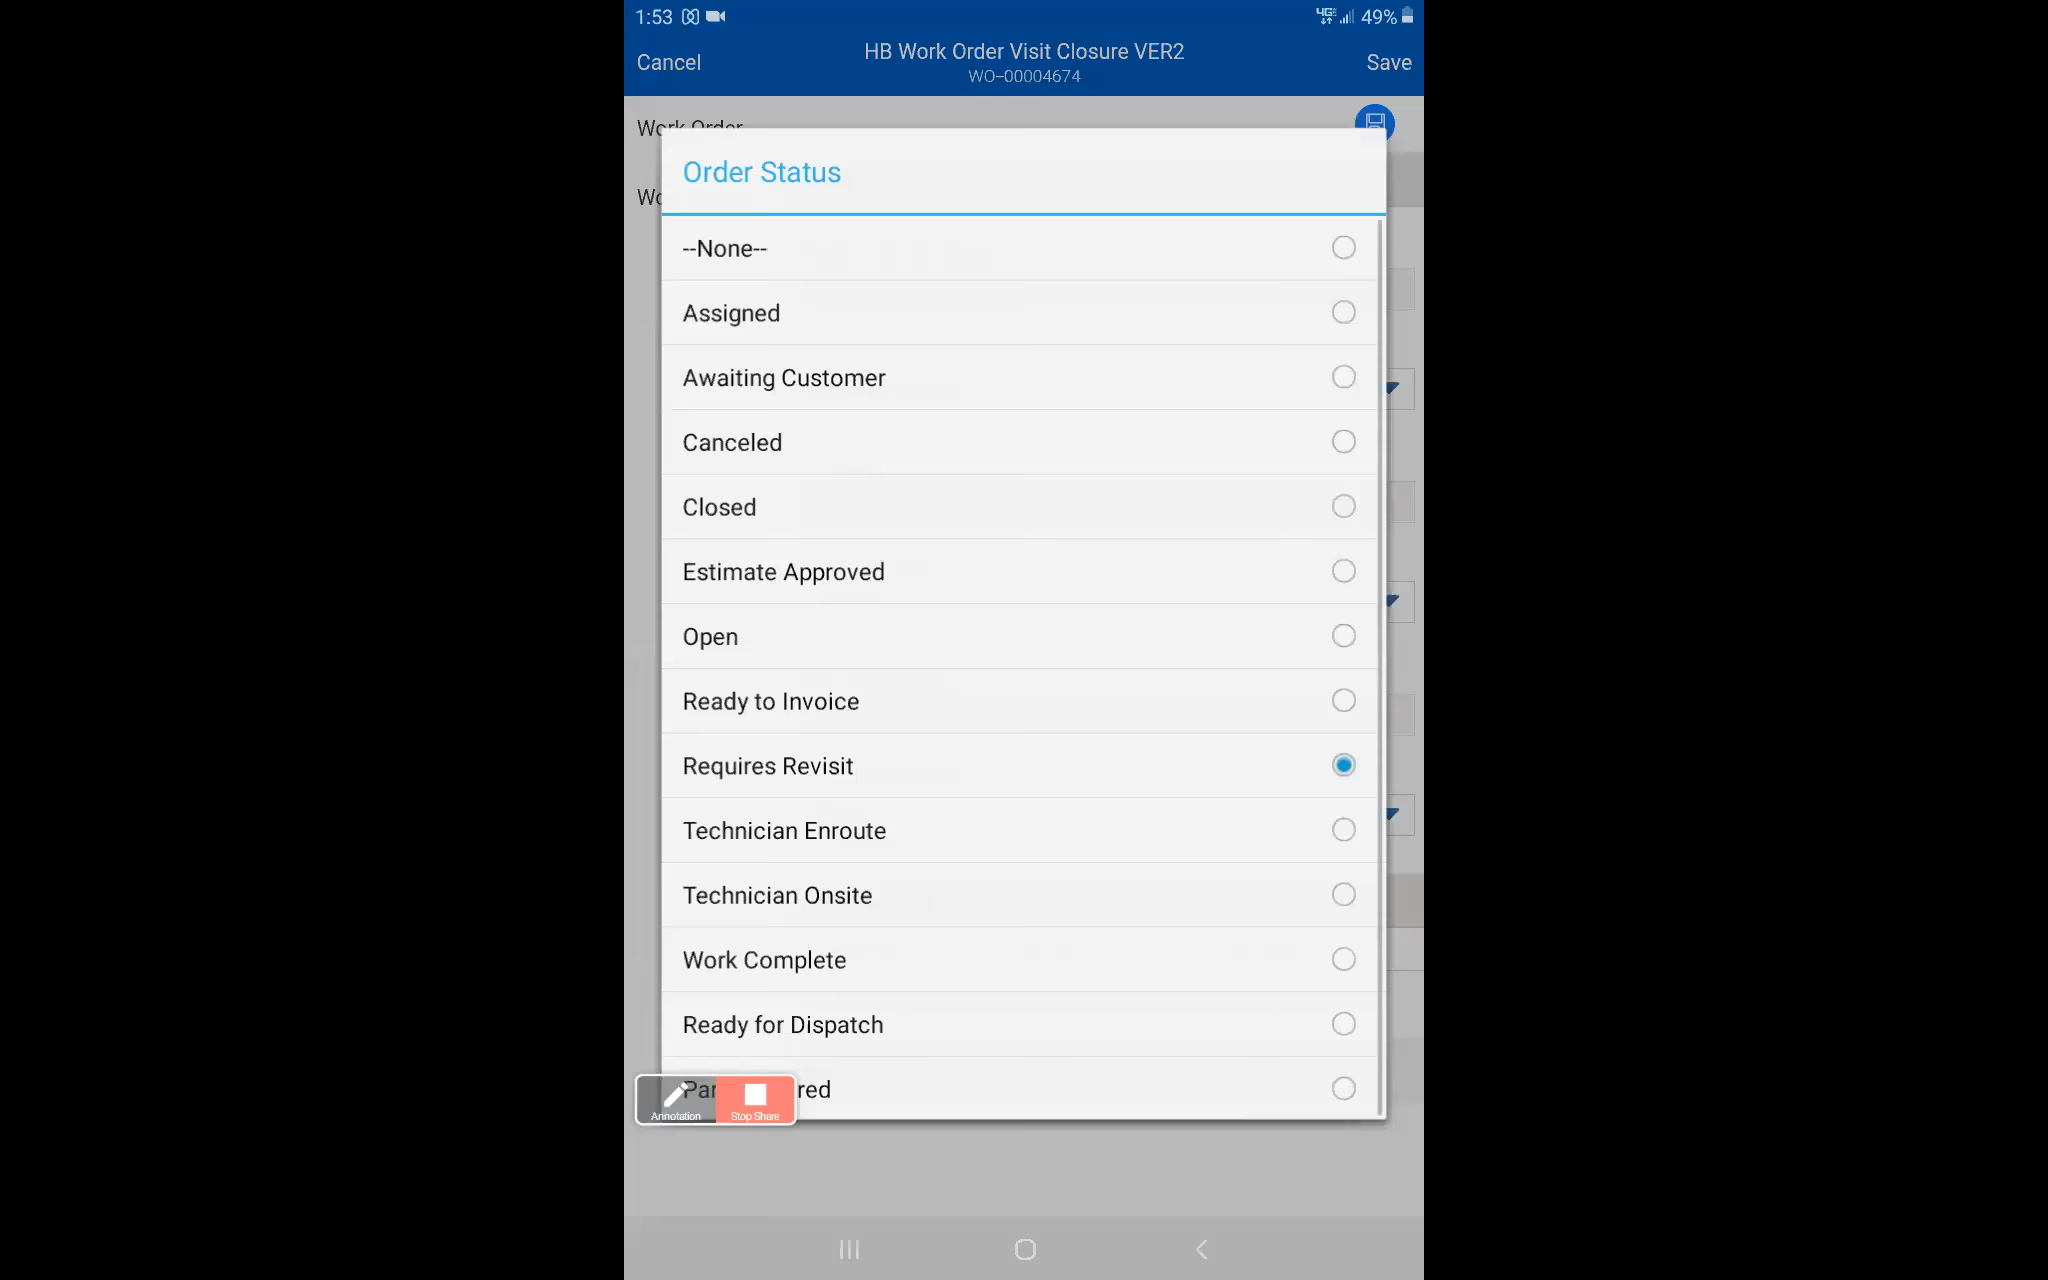 1:53
49%
Cancel
HB Work Order Visit Closure VER2
Save
WO-00004674
Work Order
Order Status
--None--
Assigned
Awaiting Customer
Canceled
Closed
Estimate Approved
Open
Ready to Invoice
Requires Revisit
Technician Enroute
Technician Onsite
Work Complete
Ready for Dispatch
Annotation
Stop Share